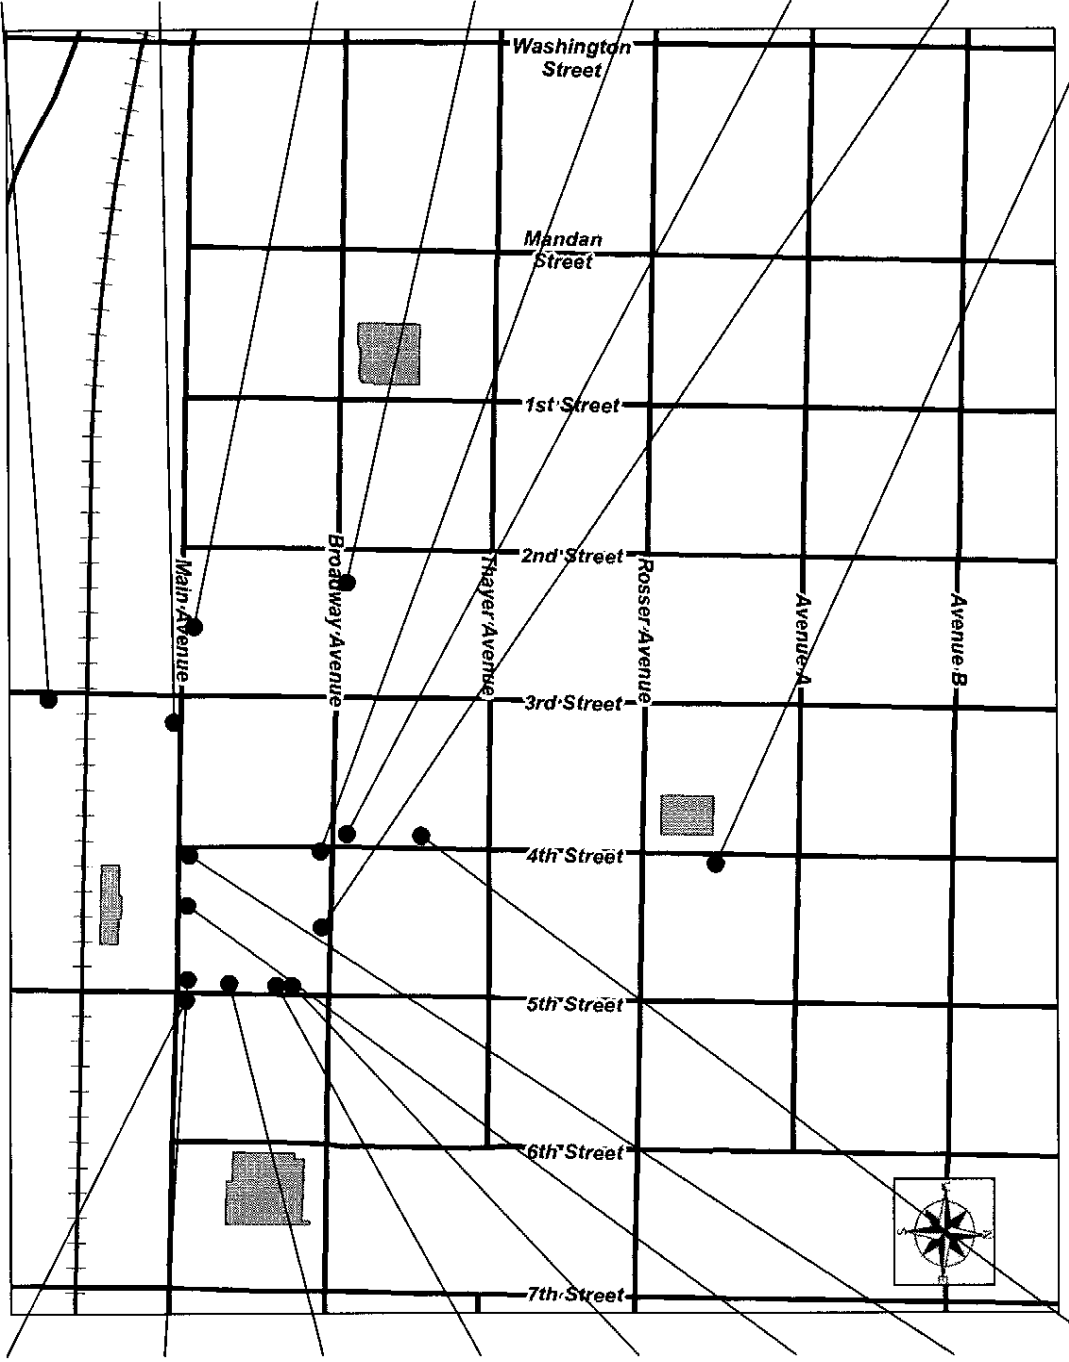 Washington
Street
Mandan
Street
1st Street
2nd Street
Main Avenue
Broadway Avenue
Thayer Avenue
Rosser Avenue
Avenue A
Avenue B
3rd Street
4th Street
5th Street
6th Street
S
N
7th Street